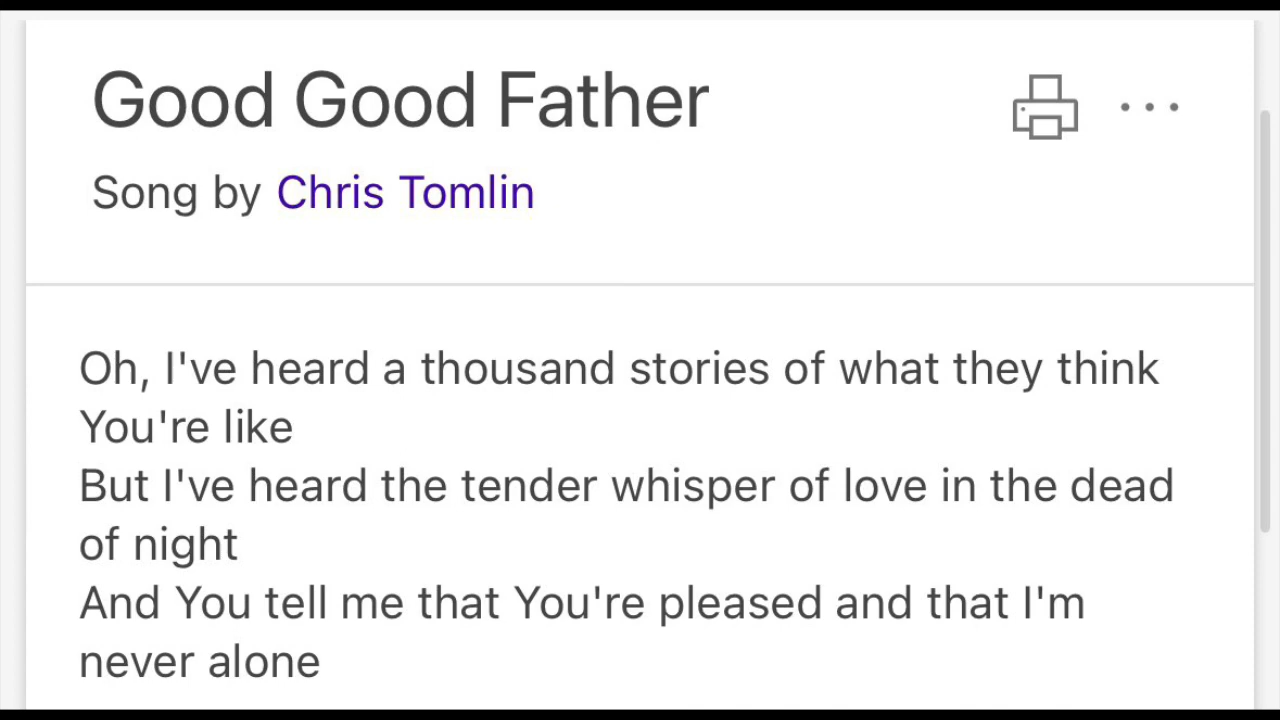 Good Good Father
Song by Chris Tomlin
Oh, I've heard a thousand stories of what they think
You're like
But I've heard the tender whisper of love in the dead
of night
And You tell me that You're pleased and that I'm
never alone